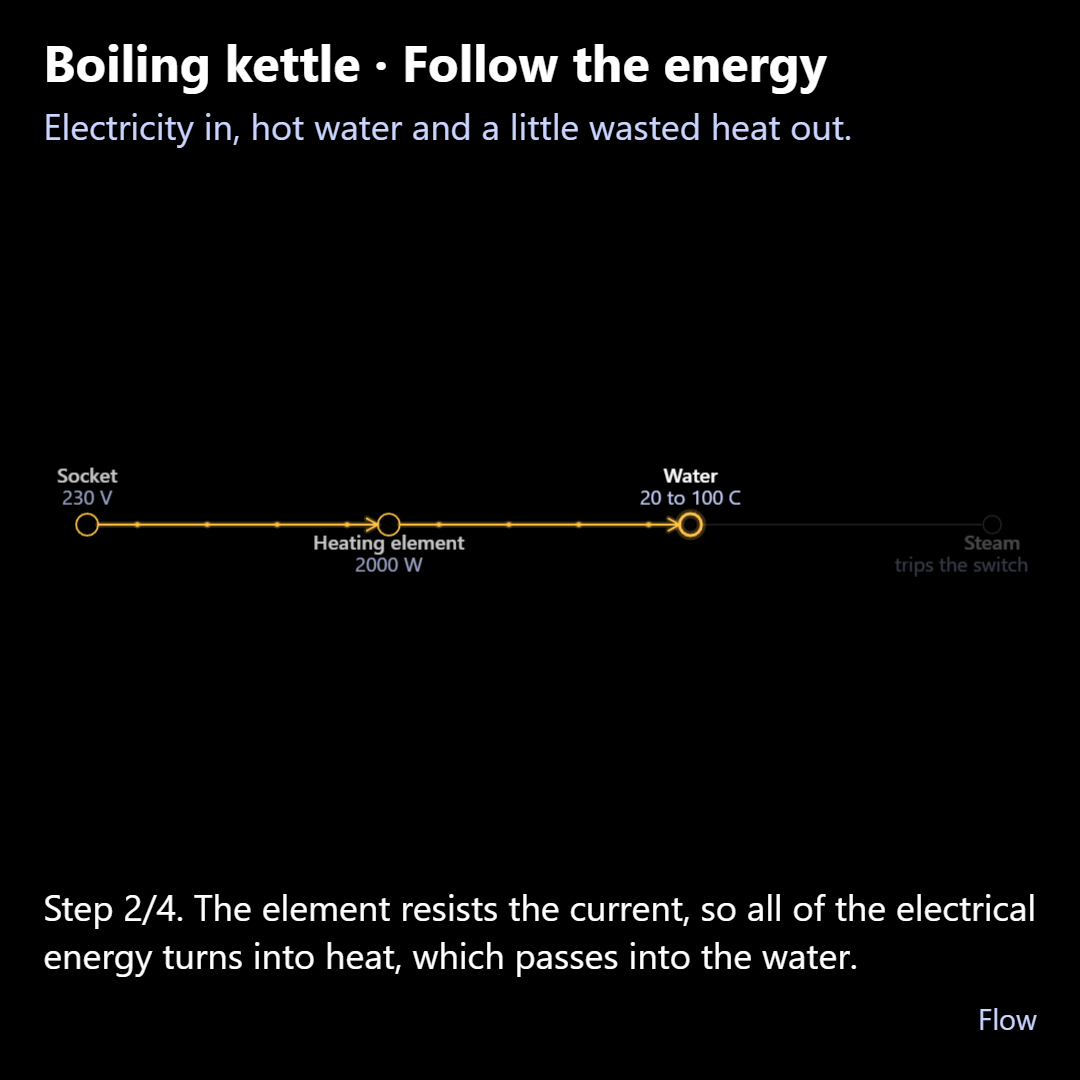 Boiling kettle · Follow the energy
Electricity in, hot water and a little wasted heat out.
Socket
230 V
Water
20 to 100 C
Heating element
2000 W
Steam
trips the switch
Step 2/4. The element resists the current, so all of the electrical
energy turns into heat, which passes into the water.
Flow